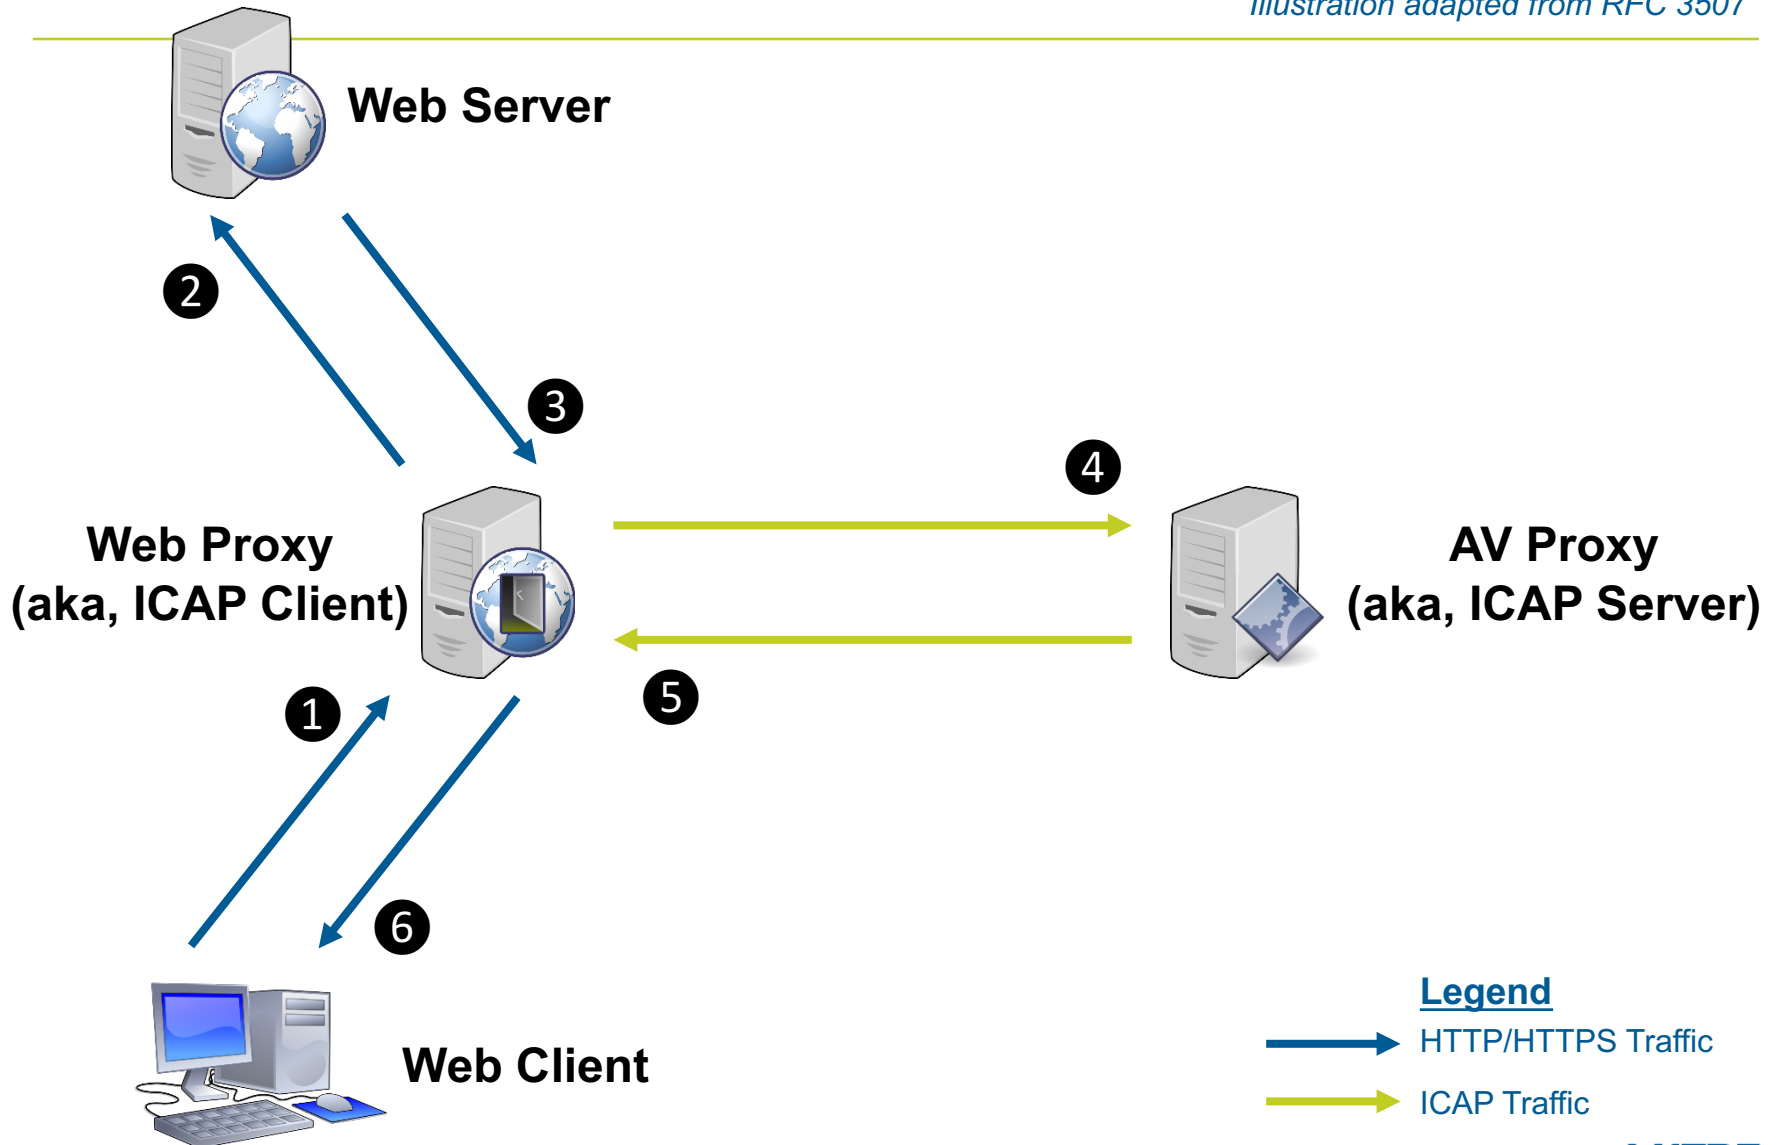 Illustration adapted from RFC 3507
Web Server
2
3
4
Web Proxy
(aka, ICAP Client)
AV Proxy
(aka, ICAP Server)
1
5
6
Web Client
Legend
HTTP/HTTPS Traffic
ICAP Traffic